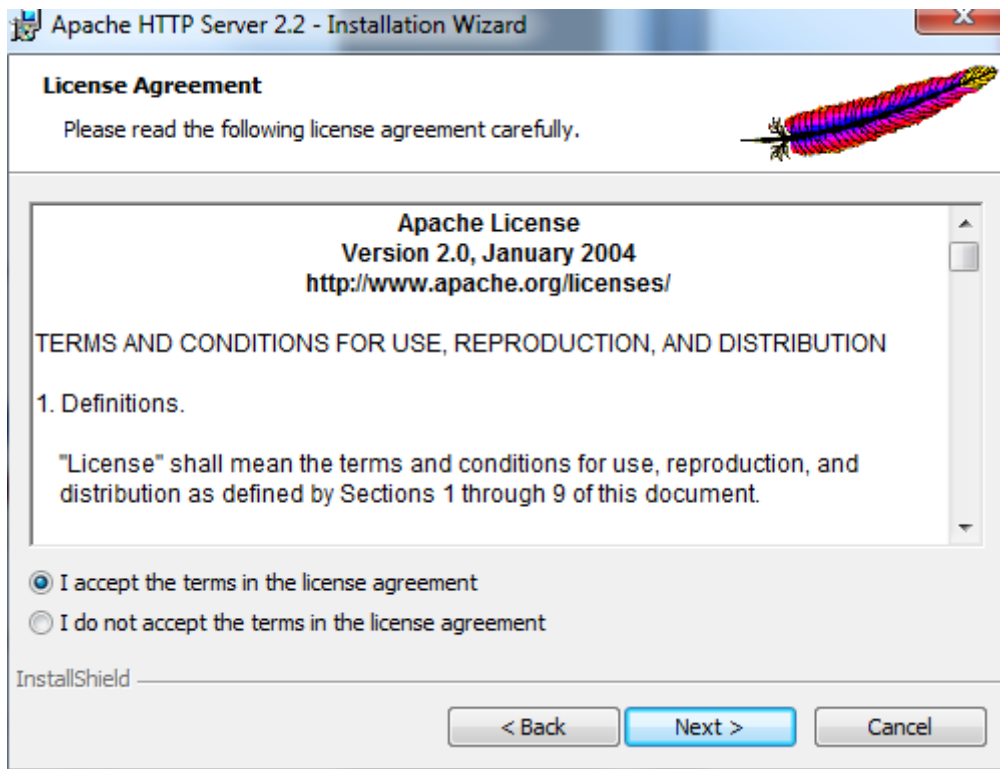 Apache HTTP Server 2.2 - Installation Wizard
License Agreement
Please read the following license agreement carefully.
Apache License
Version 2.0, January 2004
http://www.apache.org/licenses/
TERMS AND CONDITIONS FOR USE, REPRODUCTION, AND DISTRIBUTION
1. Definitions.
"License" shall mean the terms and conditions for use, reproduction, and
distribution as defined by Sections 1 through 9 of this document.
I accept the terms in the license agreement
I do not accept the terms in the license agreement
InstallShield
< Back Next > Cancel